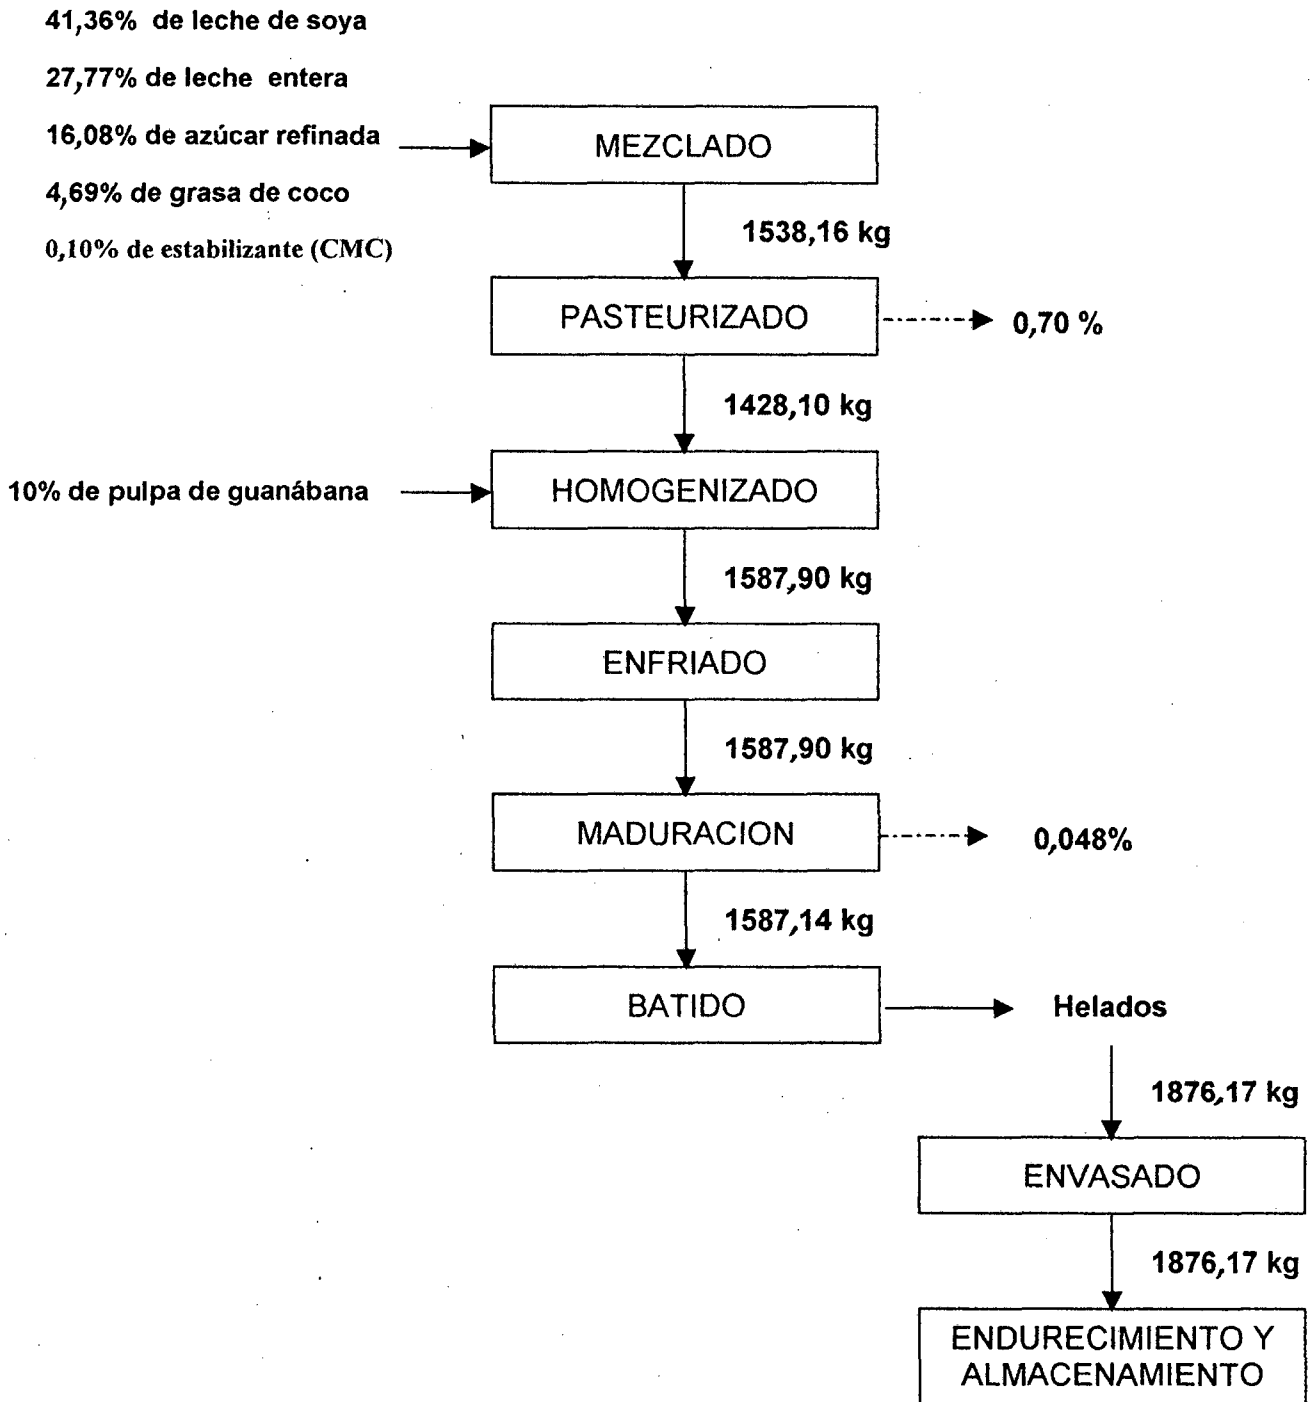 41,36% de leche de soya
27,77% de leche entera
16,08% de azúcar refinada
4,69% de grasa de coco
0,10% de estabilizante (CMC)
MEZCLADO
1538,16 kg
PASTEURIZADO
0,70 %
1428,10 kg
10% de pulpa de guanábana
HOMOGENIZADO
1587,90 kg
ENFRIADO
1587,90 kg
MADURACION
0,048%
1587,14 kg
BATIDO
Helados
1876,17 kg
ENVASADO
1876,17 kg
ENDURECIMIENTO Y
ALMACENAMIENTO